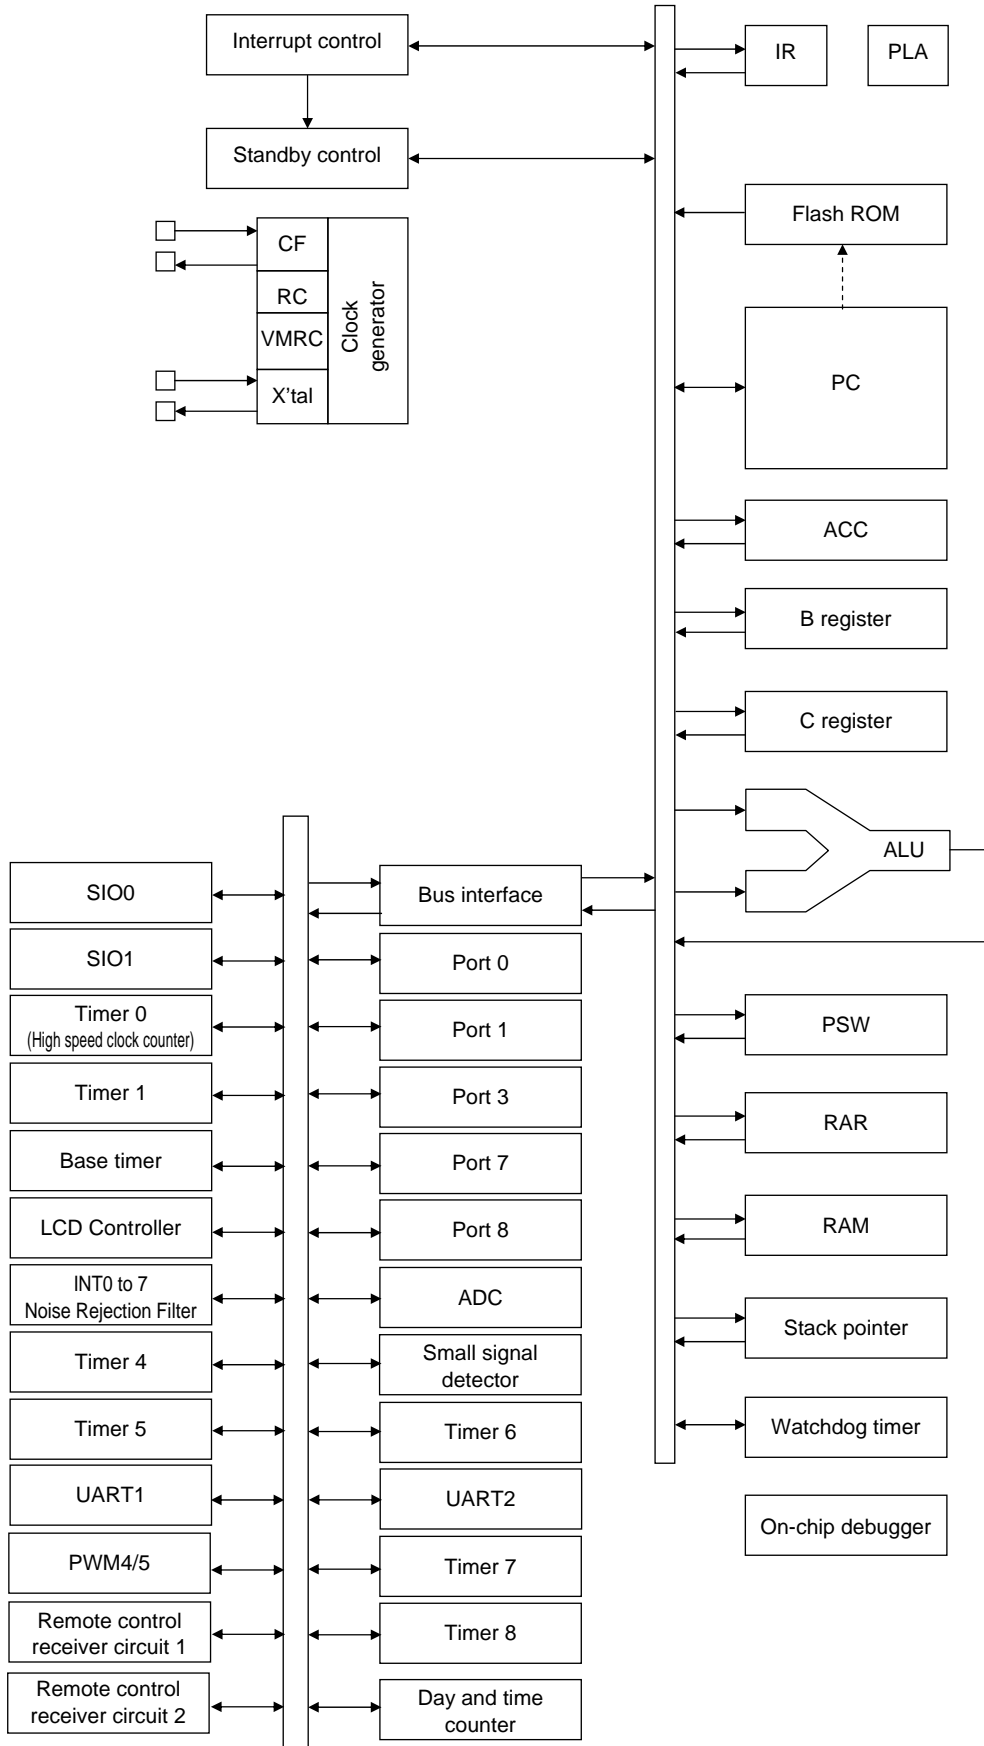 Interrupt control
IR
PLA
Standby control
Flash ROM
CF
RC
VMRC
X'tal
Clock
generator
PC
ACC
B register
C register
ALU
SIO0
Bus interface
SIO1
Port 0
Timer 0
(High speed clock counter)
Port 1
PSW
Timer 1
Port 3
RAR
Base timer
Port 7
LCD Controller
Port 8
RAM
INT0 to 7
Noise Rejection Filter
ADC
Stack pointer
Timer 4
Small signal
detector
Timer 5
Timer 6
Watchdog timer
UART1
UART2
On-chip debugger
PWM4/5
Timer 7
Remote control
receiver circuit 1
Timer 8
Remote control
receiver circuit 2
Day and time
counter